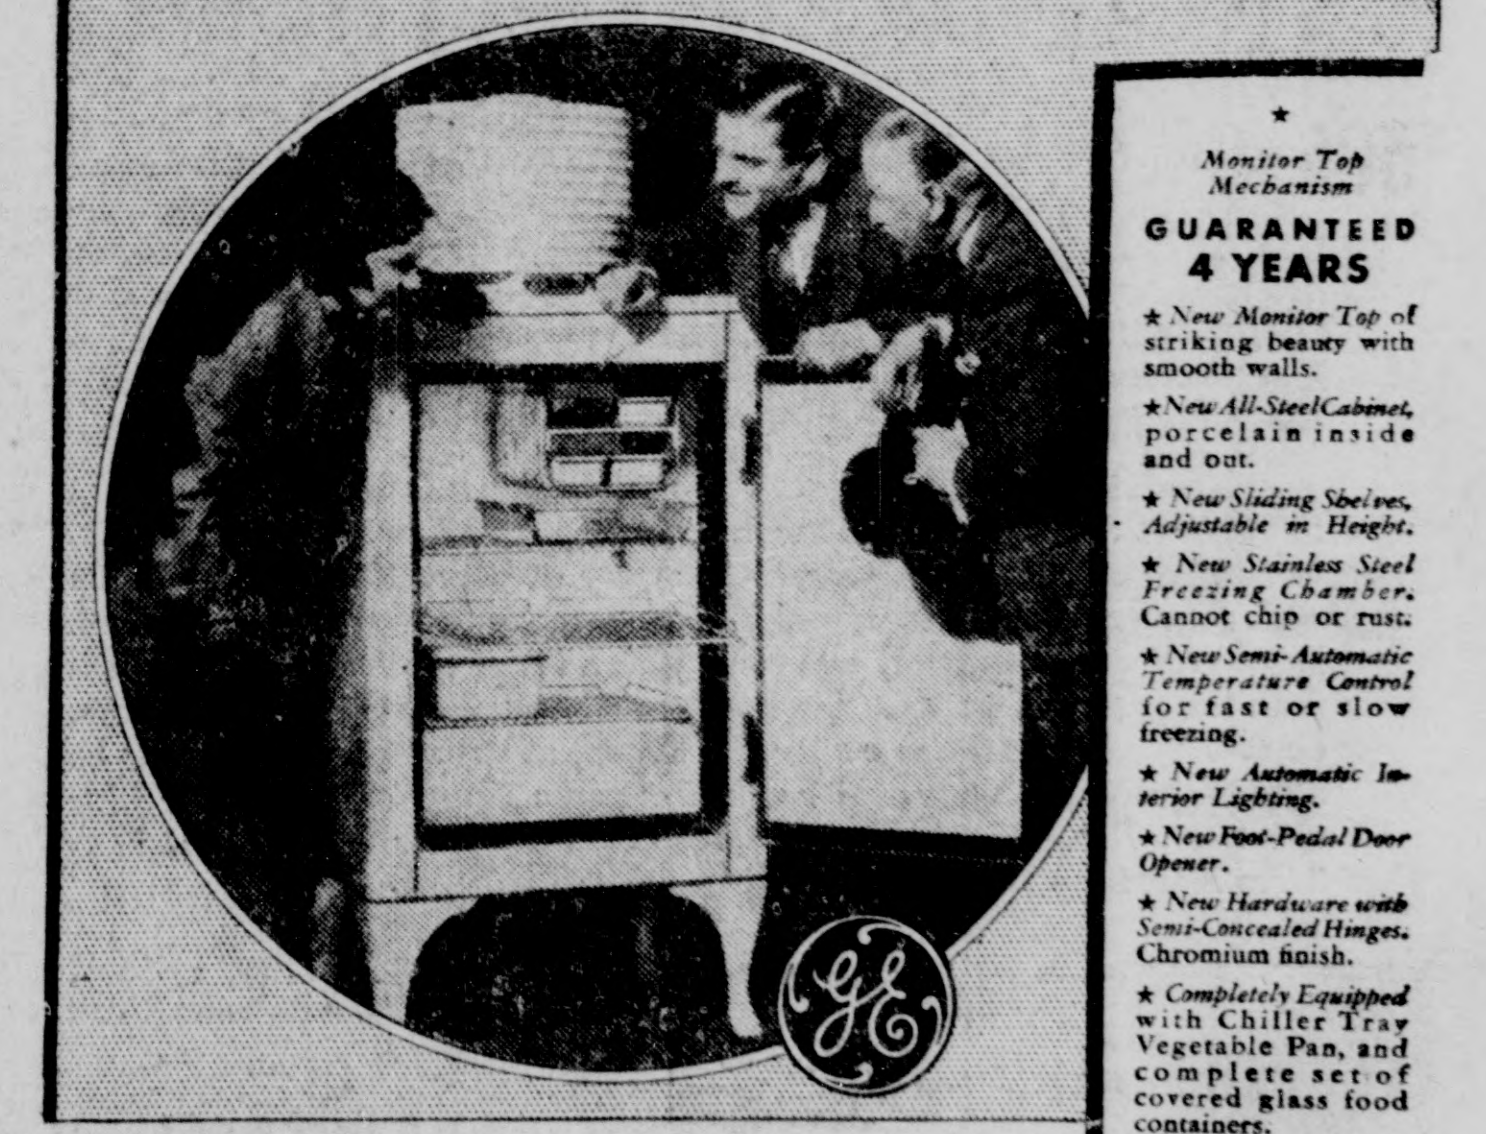 ★
Monitor Top
Mechanism
GUARANTEED
4 YEARS
★ New Monitor Top of
striking beauty with
smooth walls.
★ New All-Steel Cabinet,
porcelain inside
and out.
★ New Sliding Shelves,
Adjustable in Height.
★ New Stainless Steel
Freezing Chamber.
Cannot chip or rust.
★ New Semi-Automatic
Temperature Control
for fast or slow
freezing.
★ New Automatic In-
terior Lighting.
★ New Foot-Pedal Door
Opener.
★ New Hardware with
Semi-Concealed Hinges.
Chromium finish.
★ Completely Equipped
with Chiller Tray
Vegetable Pan, and
complete set of
covered glass food
containers.
GE